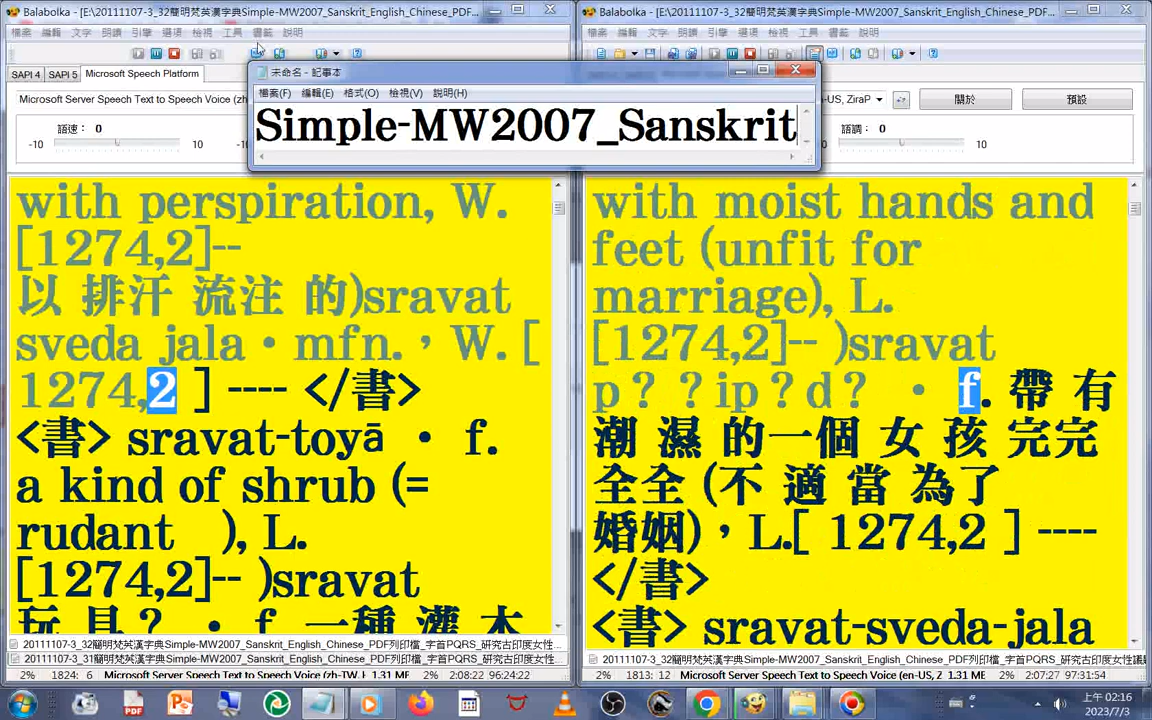 Balabolka - [E:\20111107-3_32簡明梵英漢字典Simple-MW2007_Sanskrit_English_Chinese_PDF...
檔案 編輯 文字 朗讀 引擎 選項 檢視 工具 書籤 說明
SAPI 4 SAPI 5 Microsoft Speech Platform
Microsoft Server Speech Text to Speech Voice (zh
語速： 0
-10 10 -10
with perspiration, W.
[1274,2]--
以 排汗 流注 的)sravat
sveda jala・mfn.，W. [
1274,2 ] ---- </書>
<書> sravat-toyā ・ f.
a kind of shrub (=
rudant ), L.
[1274,2]-- )sravat
玩 具？ ・ f. 一種 灌 木
20111107-3_32簡明梵英漢字典Simple-MW2007_Sanskrit_English_Chinese_PDF列印檔_字首PQRS_研究古印度女性...
20111107-3_31簡明梵英漢字典Simple-MW2007_Sanskrit_English_Chinese_PDF列印檔_字首PQRS_研究古印度女性...
2% 1824: 6 Microsoft Server Speech Text to Speech Voice (zh-TW, 1.31 ME 2% 2:08:22 96:24:22
未命名 - 記事本
檔案(F) 編輯(E) 格式(O) 檢視(V) 說明(H)
Simple-MW2007_Sanskrit
Balabolka - [E:\20111107-3_32簡明梵英漢字典Simple-MW2007_Sanskrit_English_Chinese_PDF...
檔案 編輯 文字 朗讀 引擎 選項 檢視 工具 書籤 說明
-US, ZiraP 關於 預設
語調： 0
10
with moist hands and
feet (unfit for
marriage), L.
[1274,2]-- )sravat
p？？ip？d？ ・ f. 帶 有
潮 濕 的一個 女 孩 完完
全全 (不 適當 為了
婚姻)，L.[ 1274,2 ] ----
</書>
<書> sravat-sveda-jala
20111107-3_32簡明梵英漢字典Simple-MW2007_Sanskrit_English_Chinese_PDF列印檔_字首PQRS_研究古印度女性議
2% 1813: 12 Microsoft Server Speech Text to Speech Voice (en-US, Z 1.31 MB 2% 2:07:27 97:31:54
上午 02:16
2023/7/3